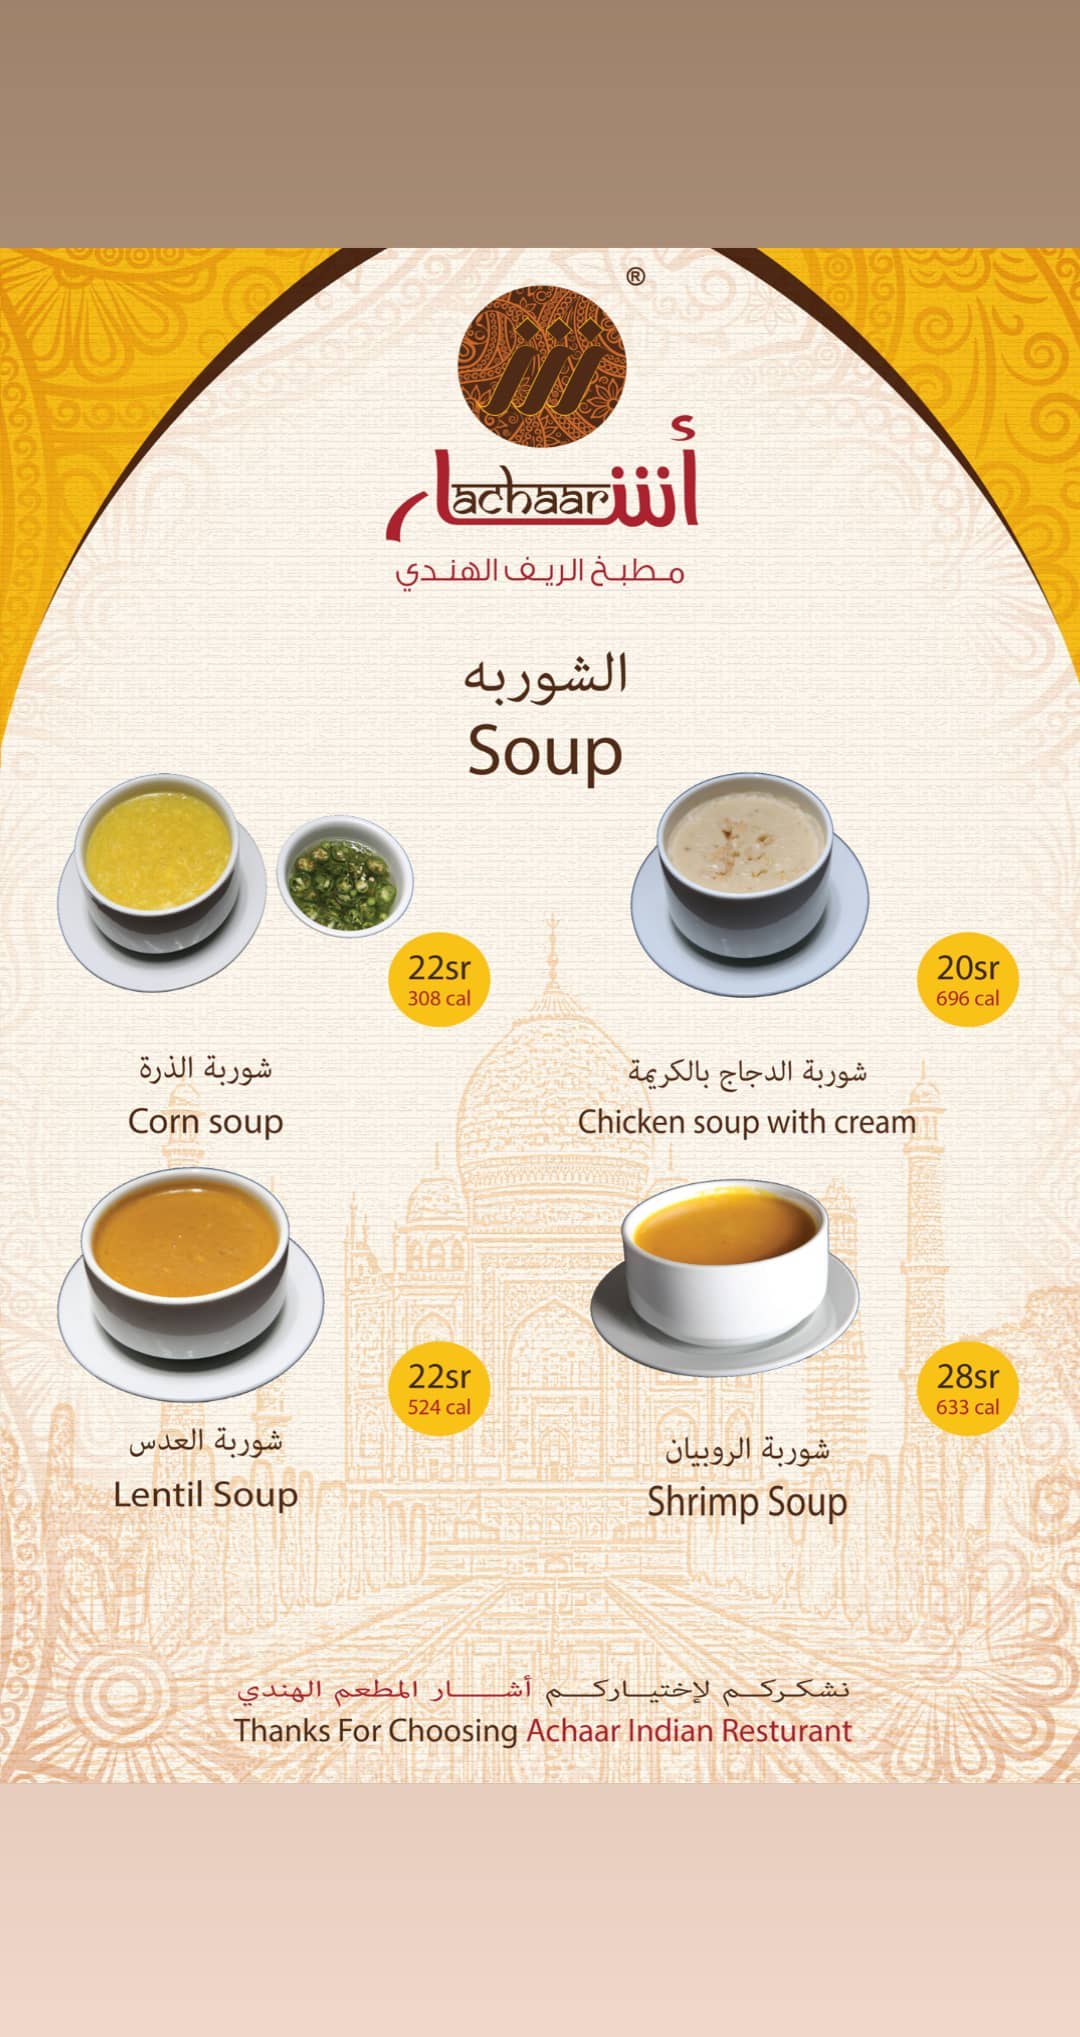 ®
ش
أشار
achaar
مطبخ الريف الهندي
الشوربه
Soup
22sr
308 cal
شوربة الذرة
Corn soup
20sr
696 cal
شوربة الدجاج بالكريمة
Chicken soup with cream
22sr
524 cal
شوربة العدس
Lentil Soup
28sr
633 cal
شوربة الروبيان
Shrimp Soup
نشكركم لإختياركم أشار المطعم الهندي
Thanks For Choosing Achaar Indian Resturant